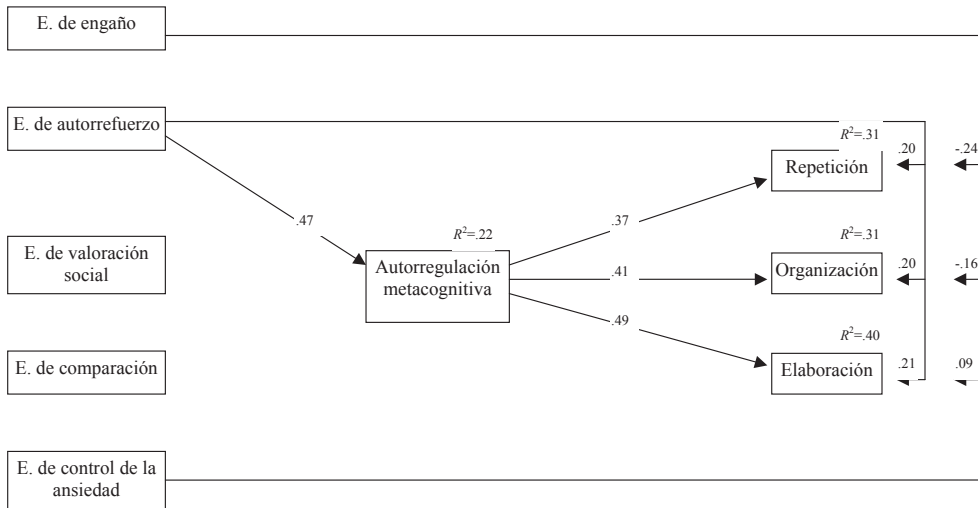 E. de engaño
E. de autorrefuerzo
R²=.31
.20
-.24
Repetición
.47
.37
R²=.22
R²=.31
E. de valoración
social
Autorregulación
metacognitiva
.41
Organización
.20
-.16
.49
R²=.40
E. de comparación
Elaboración
.21
.09
E. de control de la
ansiedad